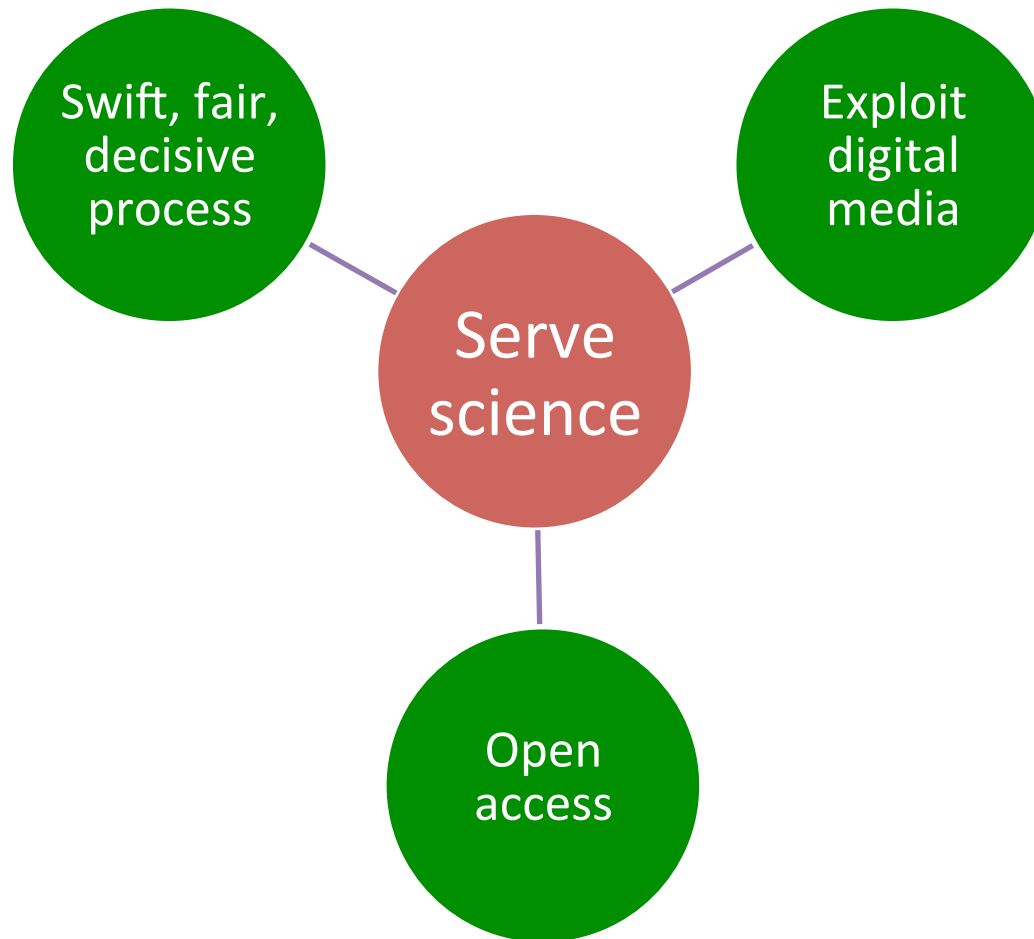 Swift, fair,
decisive
process
Exploit
digital
media
Serve
science
Open
access